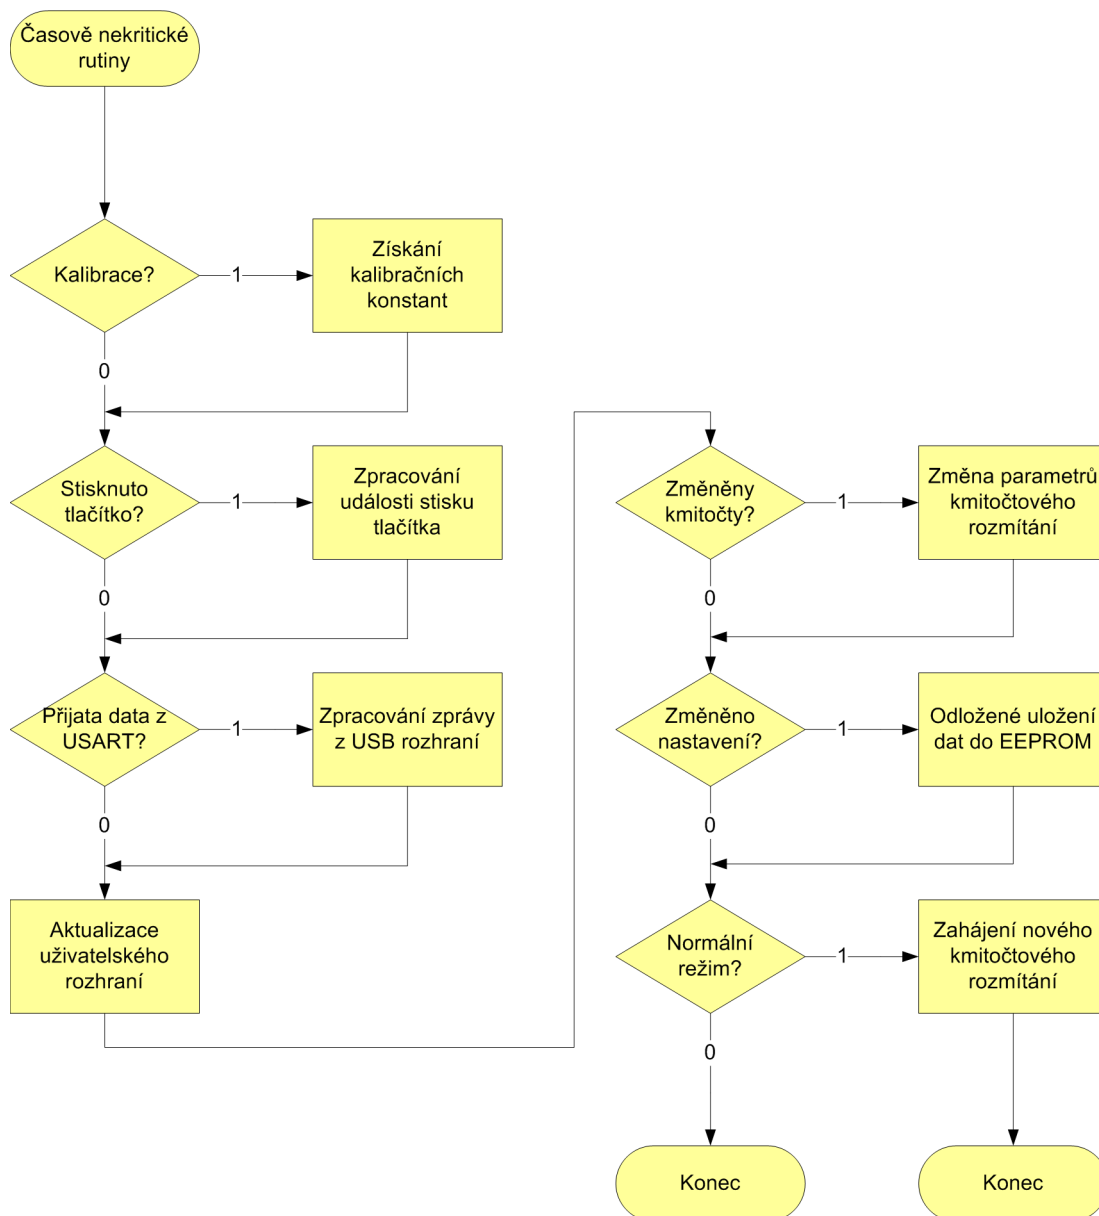 Časově nekritické
rutiny
Kalibrace?
1
Získání
kalibračních
konstant
0
Stisknuto
tlačítko?
1
Zpracování
události stisku
tlačítka
0
Přijata data z
USART?
1
Zpracování zprávy
z USB rozhraní
0
Aktualizace
uživatelského
rozhraní
Změněny
kmitočty?
1
Změna parametrů
kmitočtového
rozmítání
0
Změněno
nastavení?
1
Odložené uložení
dat do EEPROM
0
Normální
režim?
1
Zahájení nového
kmitočtového
rozmítání
0
Konec
Konec